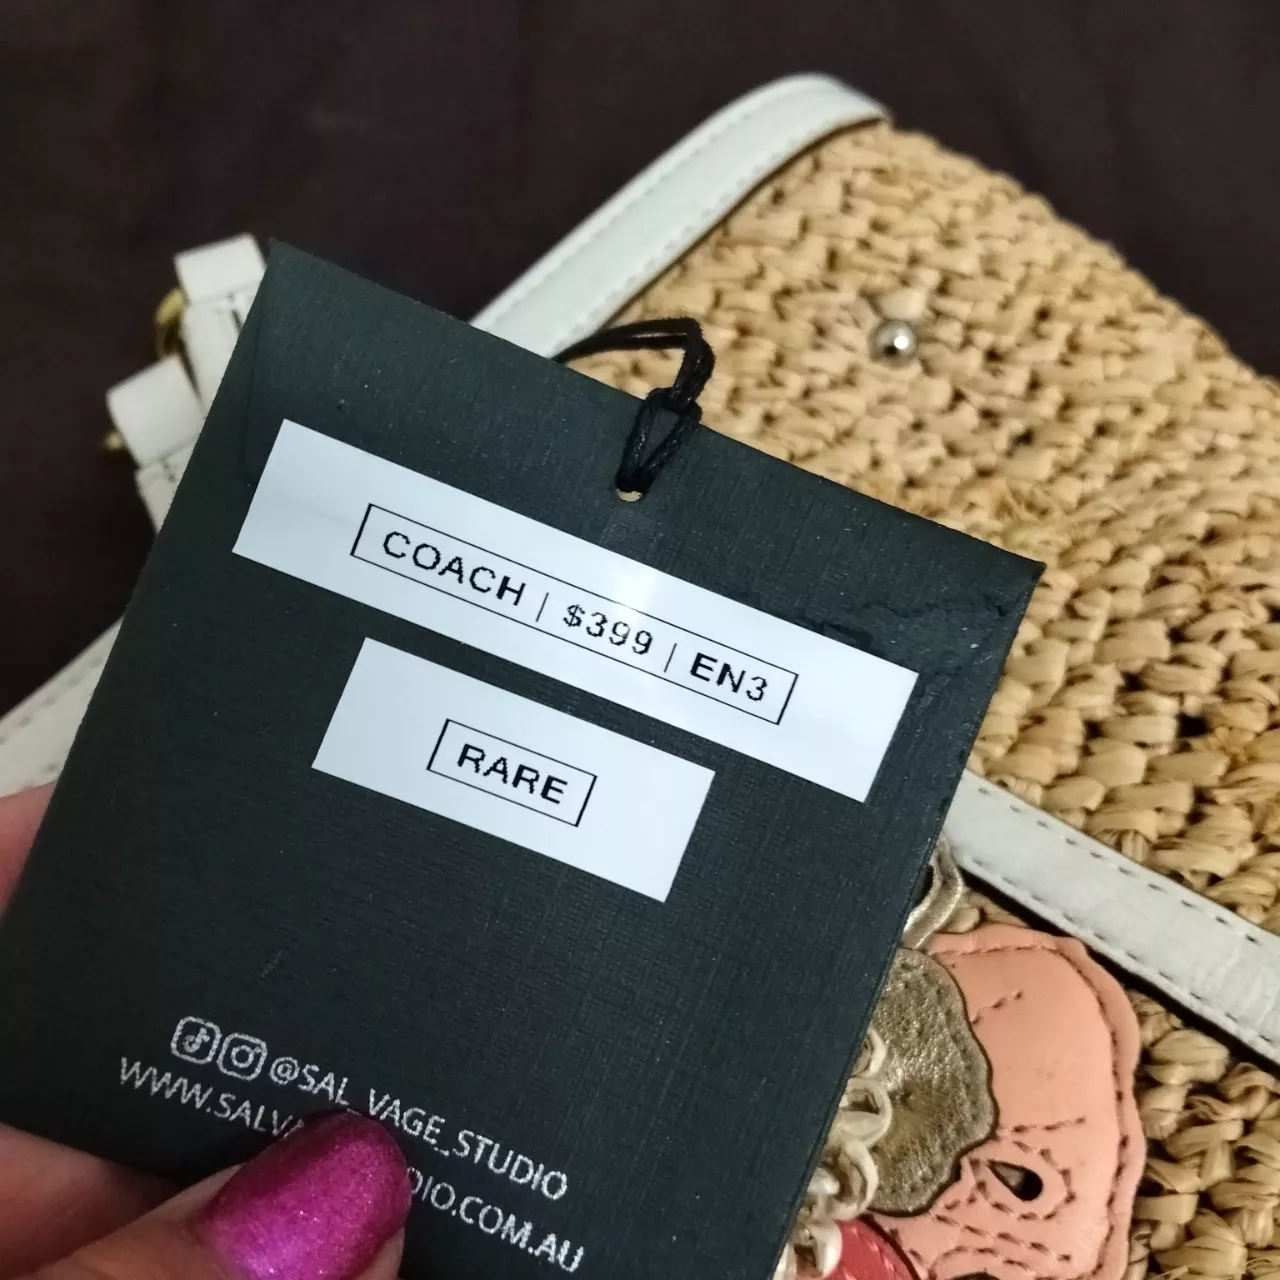 COACH | $399 | EN3
RARE
@SAL_VAGE_STUDIO